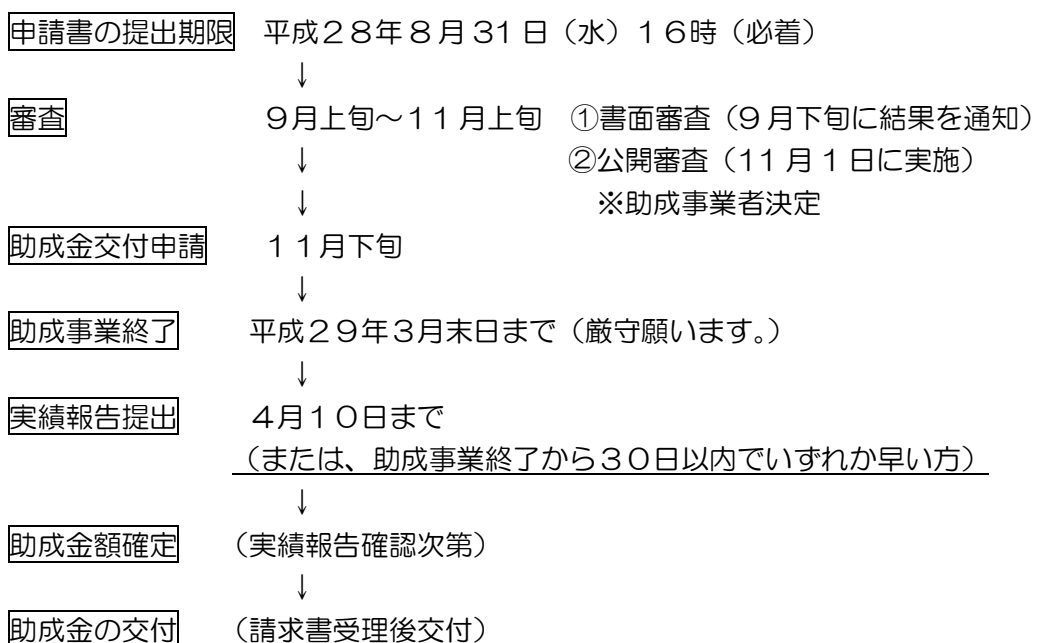 申請書の提出期限　平成２８年８月31日（水）１６時（必着）
↓
審査　９月上旬～１１月上旬　①書面審査（９月下旬に結果を通知）
↓　②公開審査（11月１日に実施）
↓　※助成事業者決定
助成金交付申請　１１月下旬
↓
助成事業終了　平成２９年３月末日まで（厳守願います。）
↓
実績報告提出　４月１０日まで
（または、助成事業終了から３０日以内でいずれか早い方）
↓
助成金額確定　（実績報告確認次第）
↓
助成金の交付　（請求書受理後交付）